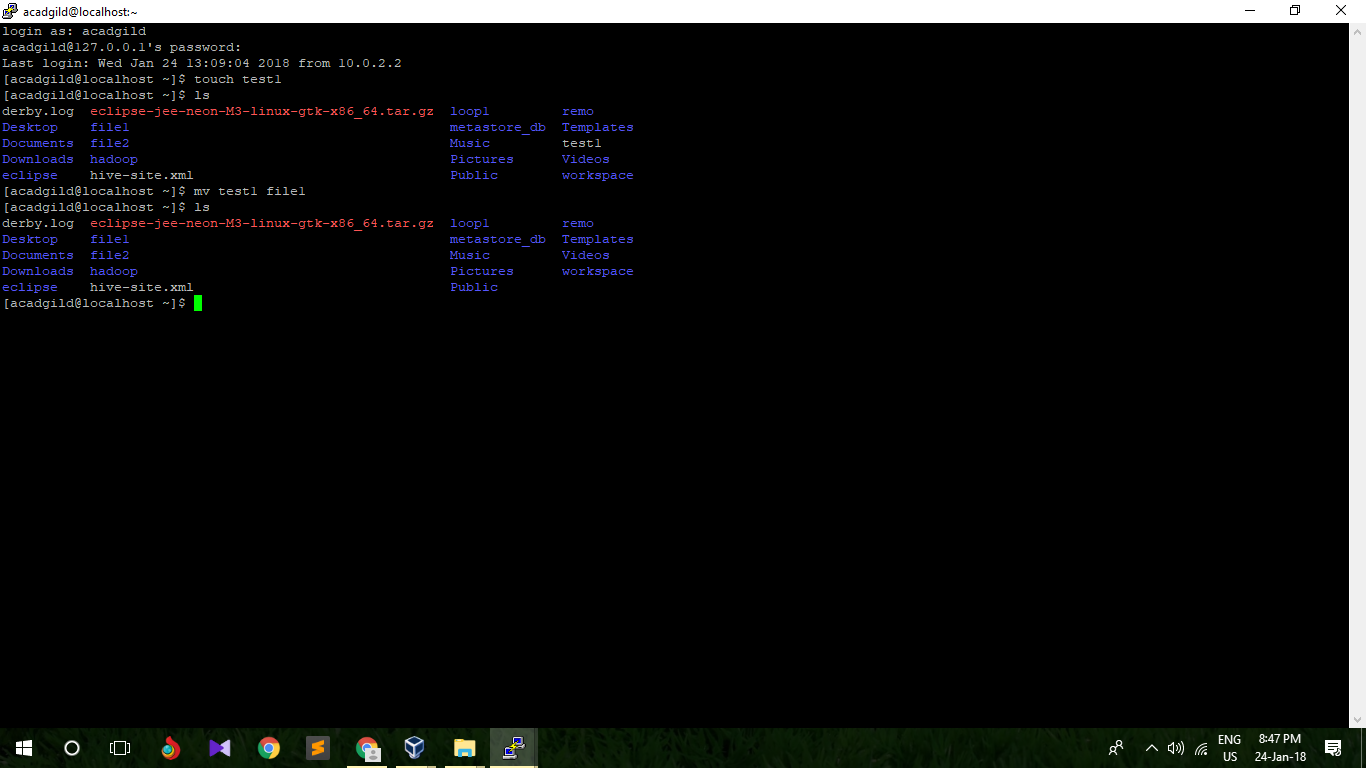 acadgild@localhost:~
login as: acadgild
acadgild@127.0.0.1's password:
Last login: Wed Jan 24 13:09:04 2018 from 10.0.2.2
[acadgild@localhost ~]$ touch test1
[acadgild@localhost ~]$ ls
derby.log eclipse-jee-neon-M3-linux-gtk-x86_64.tar.gz loop1 remo
Desktop file1 metastore_db Templates
Documents file2 Music test1
Downloads hadoop Pictures Videos
eclipse hive-site.xml Public workspace
[acadgild@localhost ~]$ mv test1 file1
[acadgild@localhost ~]$ ls
derby.log eclipse-jee-neon-M3-linux-gtk-x86_64.tar.gz loop1 remo
Desktop file1 metastore_db Templates
Documents file2 Music Videos
Downloads hadoop Pictures workspace
eclipse hive-site.xml Public
[acadgild@localhost ~]$
ENG 8:47 PM
US 24-Jan-18